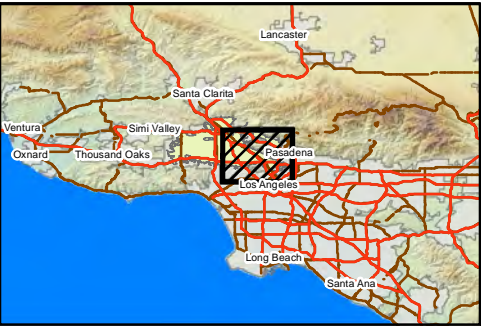 Lancaster
Santa Clarita
Ventura
Simi Valley
Oxnard
Thousand Oaks
Pasadena
Los Angeles
Long Beach
Santa Ana